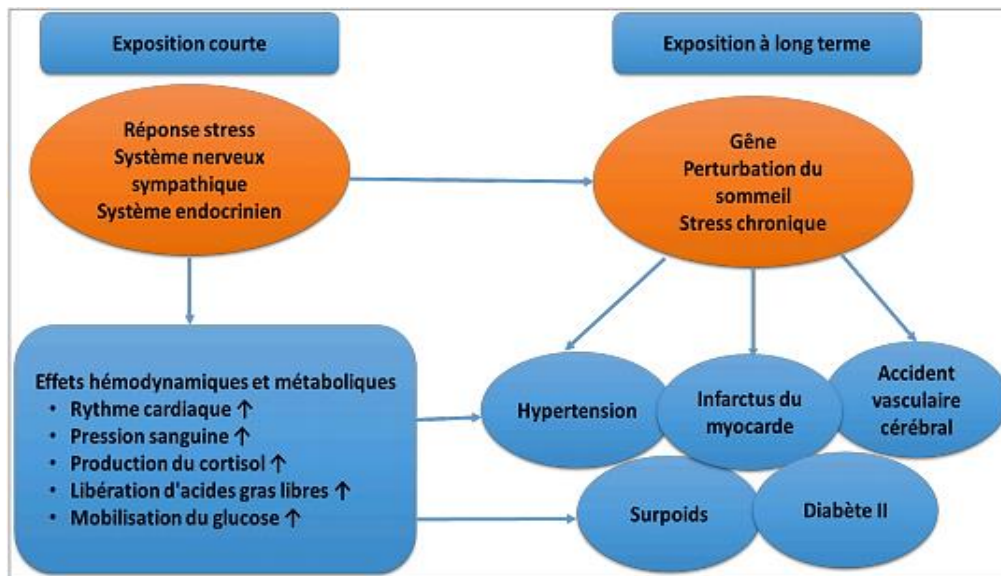 Exposition courte
Exposition à long terme
Réponse stress
Système nerveux
sympathique
Système endocrinien
Gêne
Perturbation du
sommeil
Stress chronique
Effets hémodynamiques et métaboliques
• Rythme cardiaque ↑
• Pression sanguine ↑
• Production du cortisol ↑
• Libération d'acides gras libres ↑
• Mobilisation du glucose ↑
Hypertension
Infarctus du
myocarde
Accident
vasculaire
cérébral
Surpoids
Diabète II